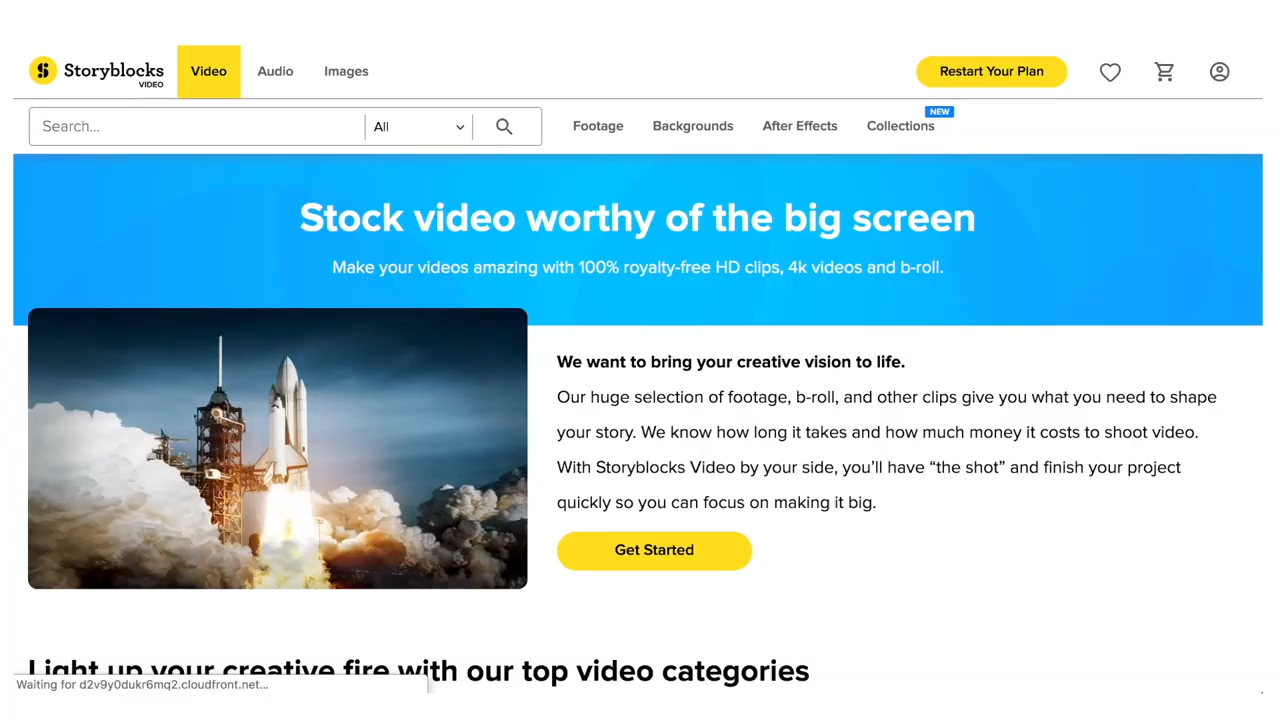 Storyblocks
VIDEO
Video
Audio
Images
Restart Your Plan
Search...
All
Footage
Backgrounds
After Effects
Collections
NEW
Stock video worthy of the big screen
Make your videos amazing with 100% royalty-free HD clips, 4k videos and b-roll.
We want to bring your creative vision to life.
Our huge selection of footage, b-roll, and other clips give you what you need to shape
your story. We know how long it takes and how much money it costs to shoot video.
With Storyblocks Video by your side, you’ll have “the shot” and finish your project
quickly so you can focus on making it big.
Get Started
Light up your creative fire with our top video categories
Waiting for d2v9y0dukr6mq2.cloudfront.net...